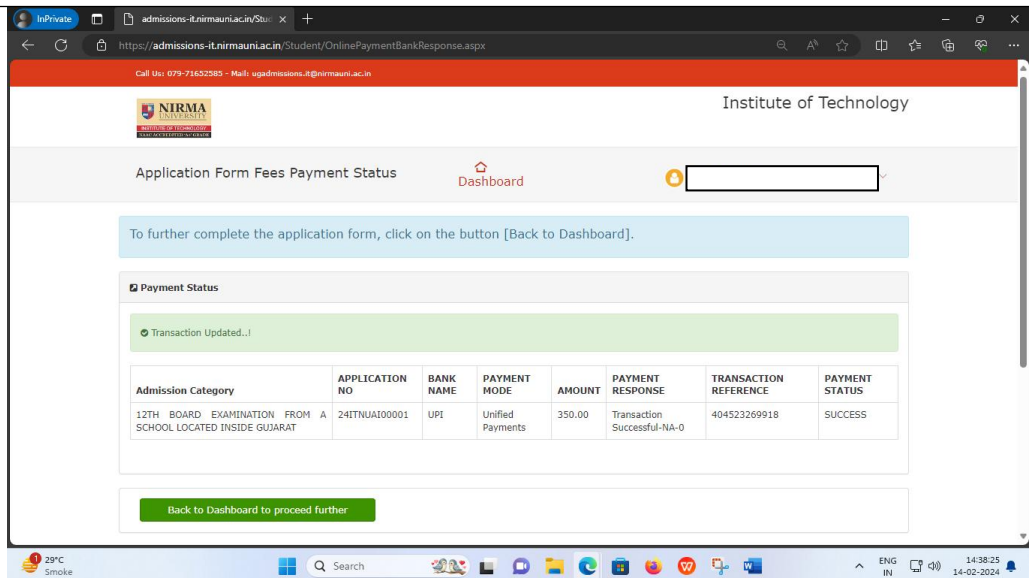 InPrivate
admissions-it.nirmauni.ac.in/Stud
https://admissions-it.nirmauni.ac.in/Student/OnlinePaymentBankResponse.aspx
Call Us: 079-71652585 - Mail: ugadmissions.it@nirmauni.ac.in
NIRMA
UNIVERSITY
INSTITUTE OF TECHNOLOGY
NAAC ACCREDITED 'A+' GRADE
Institute of Technology
Application Form Fees Payment Status
Dashboard
To further complete the application form, click on the button [Back to Dashboard].
Payment Status
Transaction Updated..!
Admission Category APPLICATION NO BANK NAME PAYMENT MODE AMOUNT PAYMENT RESPONSE TRANSACTION REFERENCE PAYMENT STATUS
12TH BOARD EXAMINATION FROM A SCHOOL LOCATED INSIDE GUJARAT 24ITNUAI00001 UPI Unified Payments 350.00 Transaction Successful-NA-0 404523269918 SUCCESS
Back to Dashboard to proceed further
1
29°C
Smoke
Search
ENG
IN
14:38:25
14-02-2024